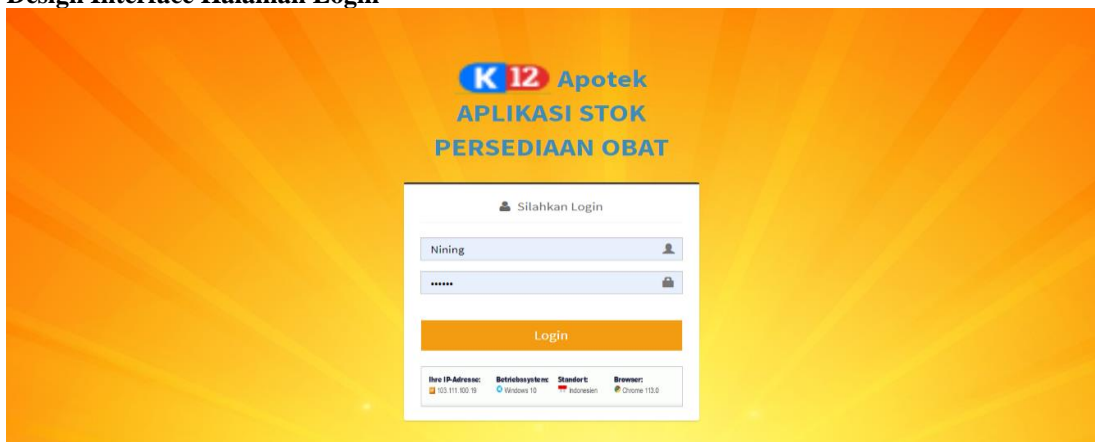 Design Interface Halaman Login
K 12 Apotek
APLIKASI STOK
PERSEDIAAN OBAT
Silahkan Login
Nining
••••••
Login
Ihre IP-Adresse: Betriebssystem: Standort: Browser:
103.111.100.19 Windows 10 Indonesien Chrome 113.0